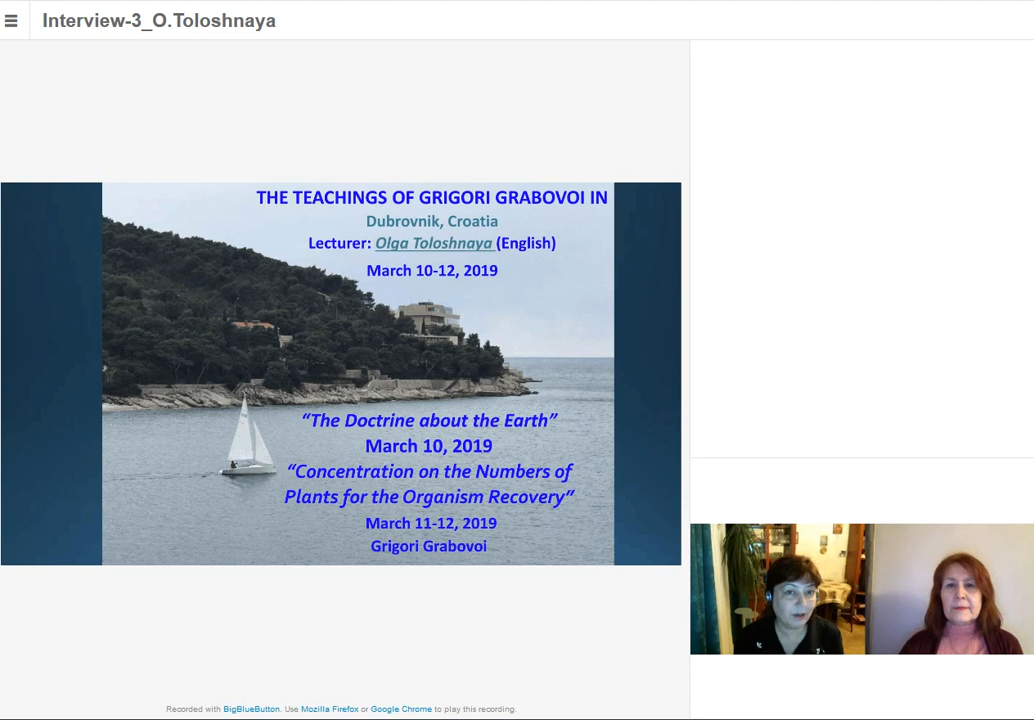 Interview-3_O.Toloshnaya
THE TEACHINGS OF GRIGORI GRABOVOI IN
Dubrovnik, Croatia
Lecturer: Olga Toloshnaya (English)
March 10-12, 2019
“The Doctrine about the Earth”
March 10, 2019
“Concentration on the Numbers of
Plants for the Organism Recovery”
March 11-12, 2019
Grigori Grabovoi
Recorded with BigBlueButton. Use Mozilla Firefox or Google Chrome to play this recording.